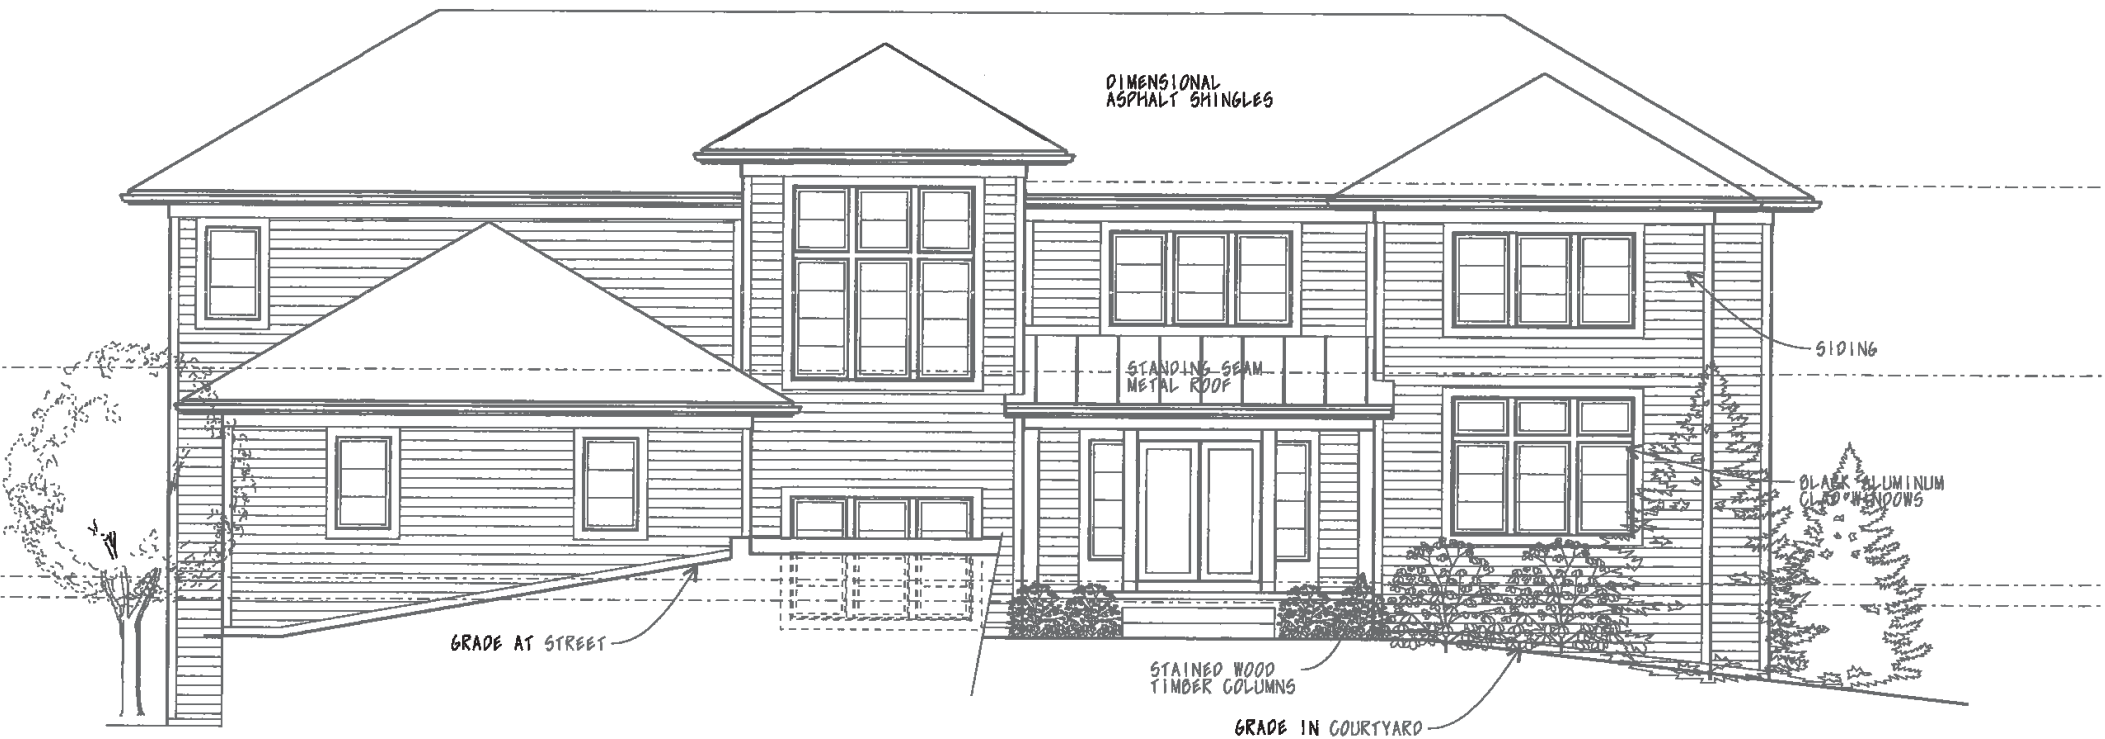 DIMENSIONAL
ASPHALT SHINGLES
SIDING
STANDING SEAM
METAL ROOF
BLACK ALUMINUM
CLAD WINDOWS
GRADE AT STREET
STAINED WOOD
TIMBER COLUMNS
GRADE IN COURTYARD